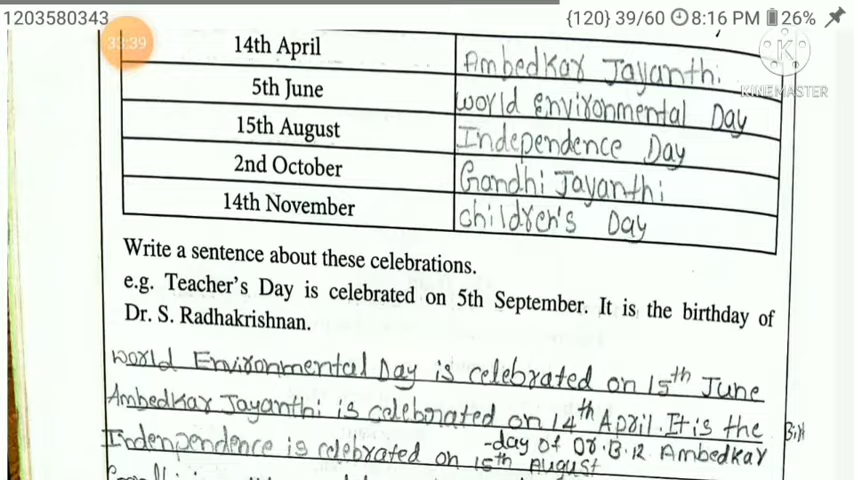 1203580343 {120} 39/60 8:16 PM 26%
33:39
K
KINEMASTER
14th April Ambedkar Jayanthi
5th June World Environmental Day
15th August Independence Day
2nd October Gandhi Jayanthi
14th November Children's Day
Write a sentence about these celebrations.
e.g. Teacher's Day is celebrated on 5th September. It is the birthday of
Dr. S. Radhakrishnan.
World Environmental Day is celebrated on 15th June
Ambedkar Jayanthi is celebrated on 14th April. It is the Birth
-day of Dr. B. R Ambedkar
Indenpendence is celebrated on 15th August